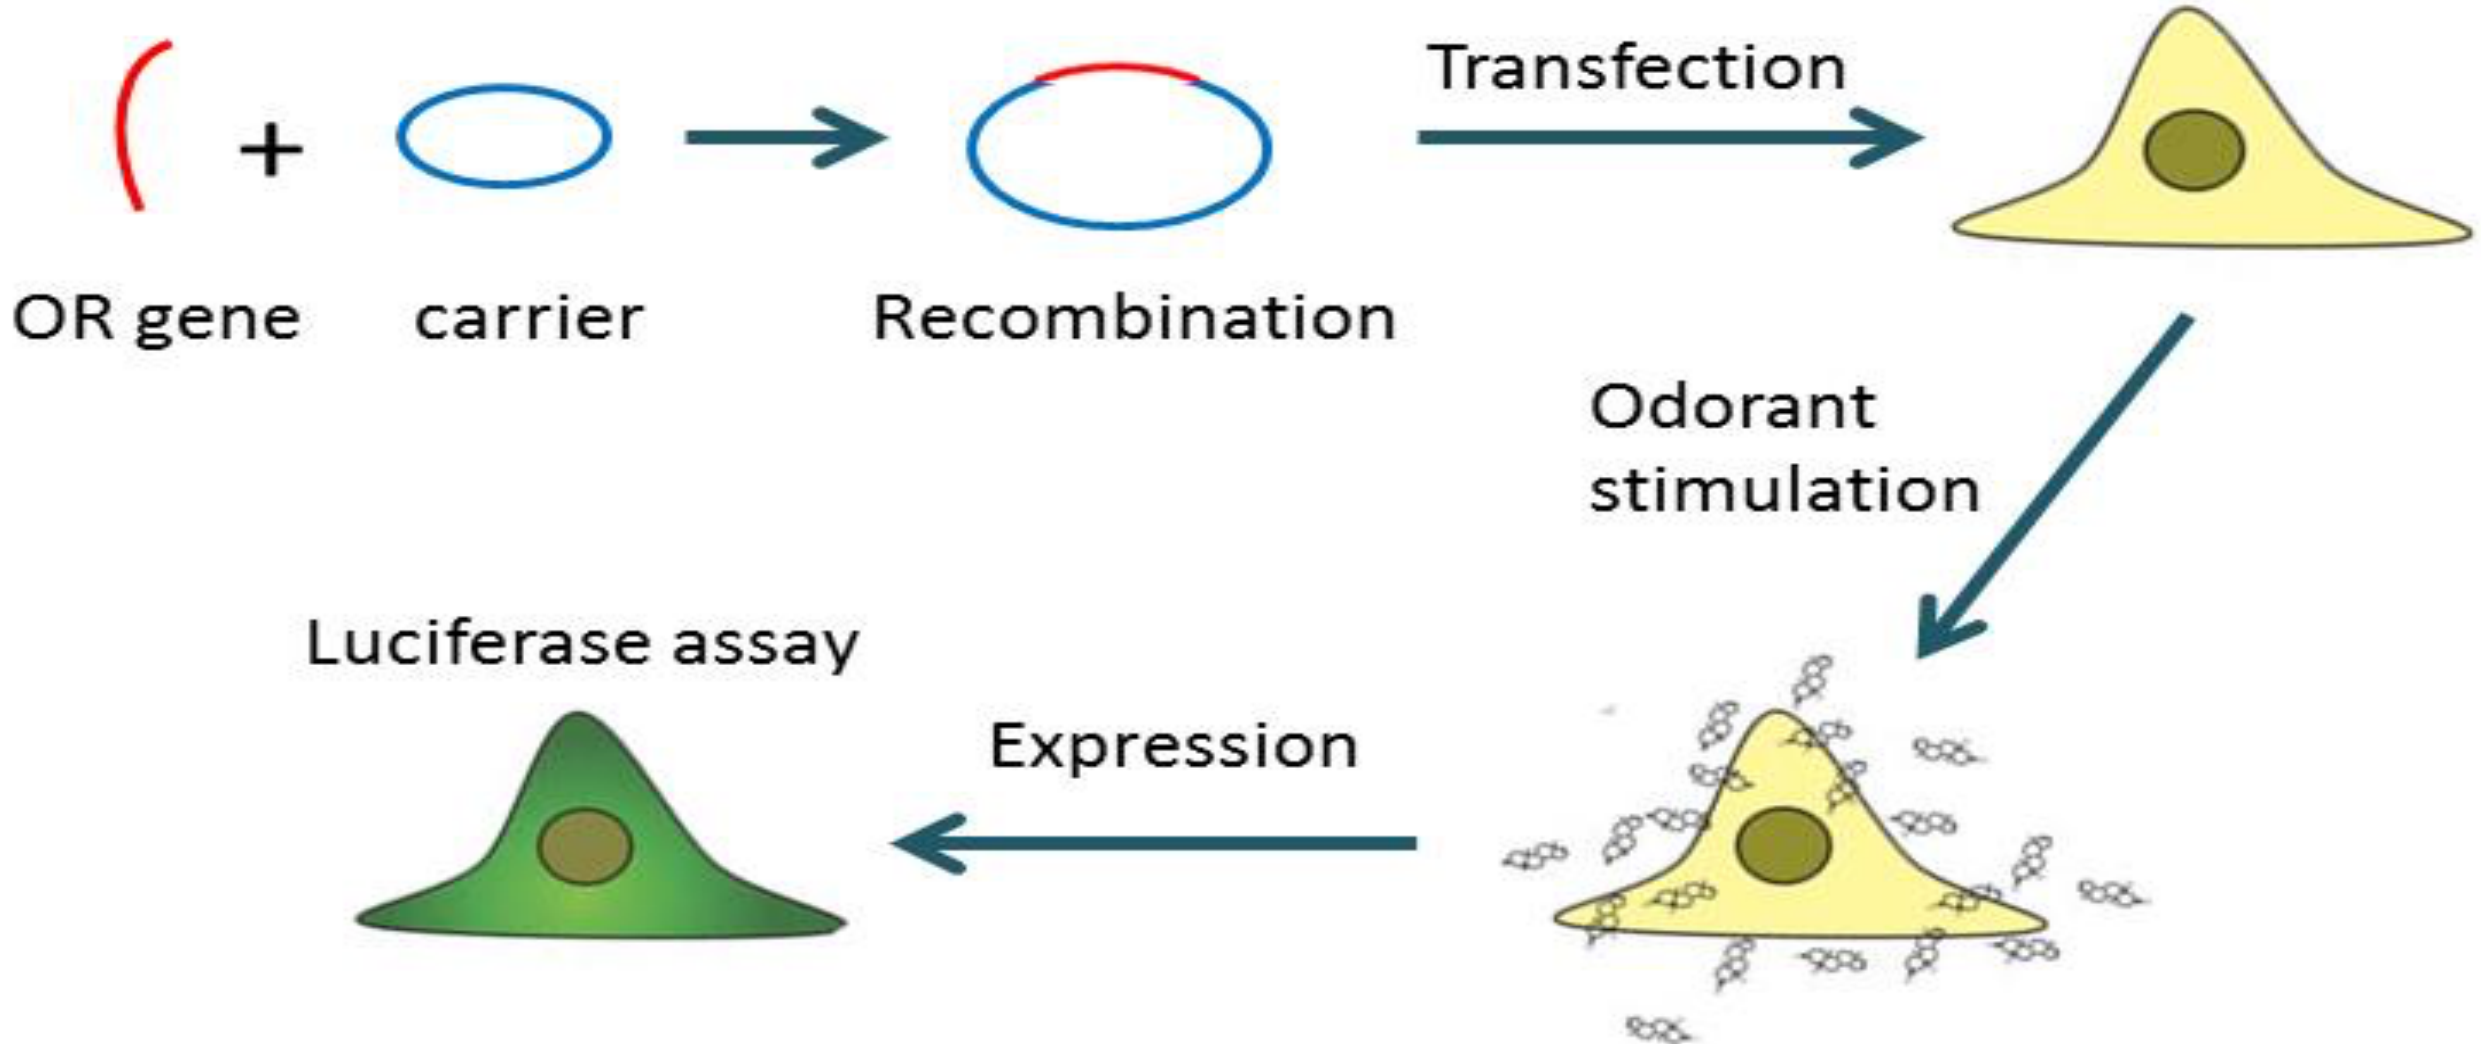 Transfection
+
OR gene
carrier
Recombination
Odorant
stimulation
Luciferase assay
Expression